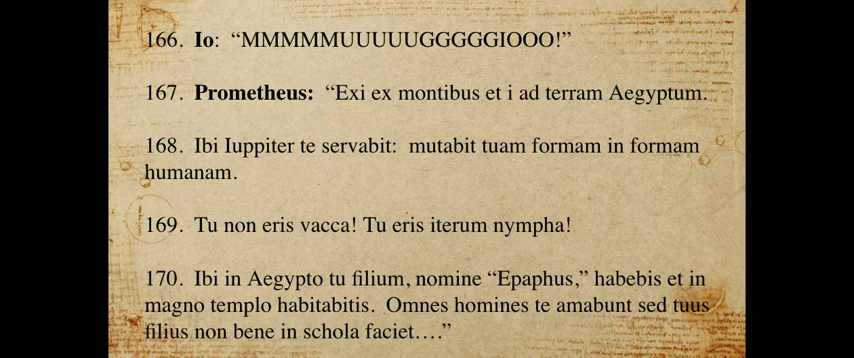 166. Io: “MMMMMUUUUUGGGGGIOOO!”
167. Prometheus: “Exi ex montibus et i ad terram Aegyptum.
168. Ibi Iuppiter te servabit: mutabit tuam formam in formam
humanam.
169. Tu non eris vacca! Tu eris iterum nympha!
170. Ibi in Aegypto tu filium, nomine “Epaphus,” habebis et in
magno templo habitabitis. Omnes homines te amabunt sed tuus
filius non bene in schola faciet….”